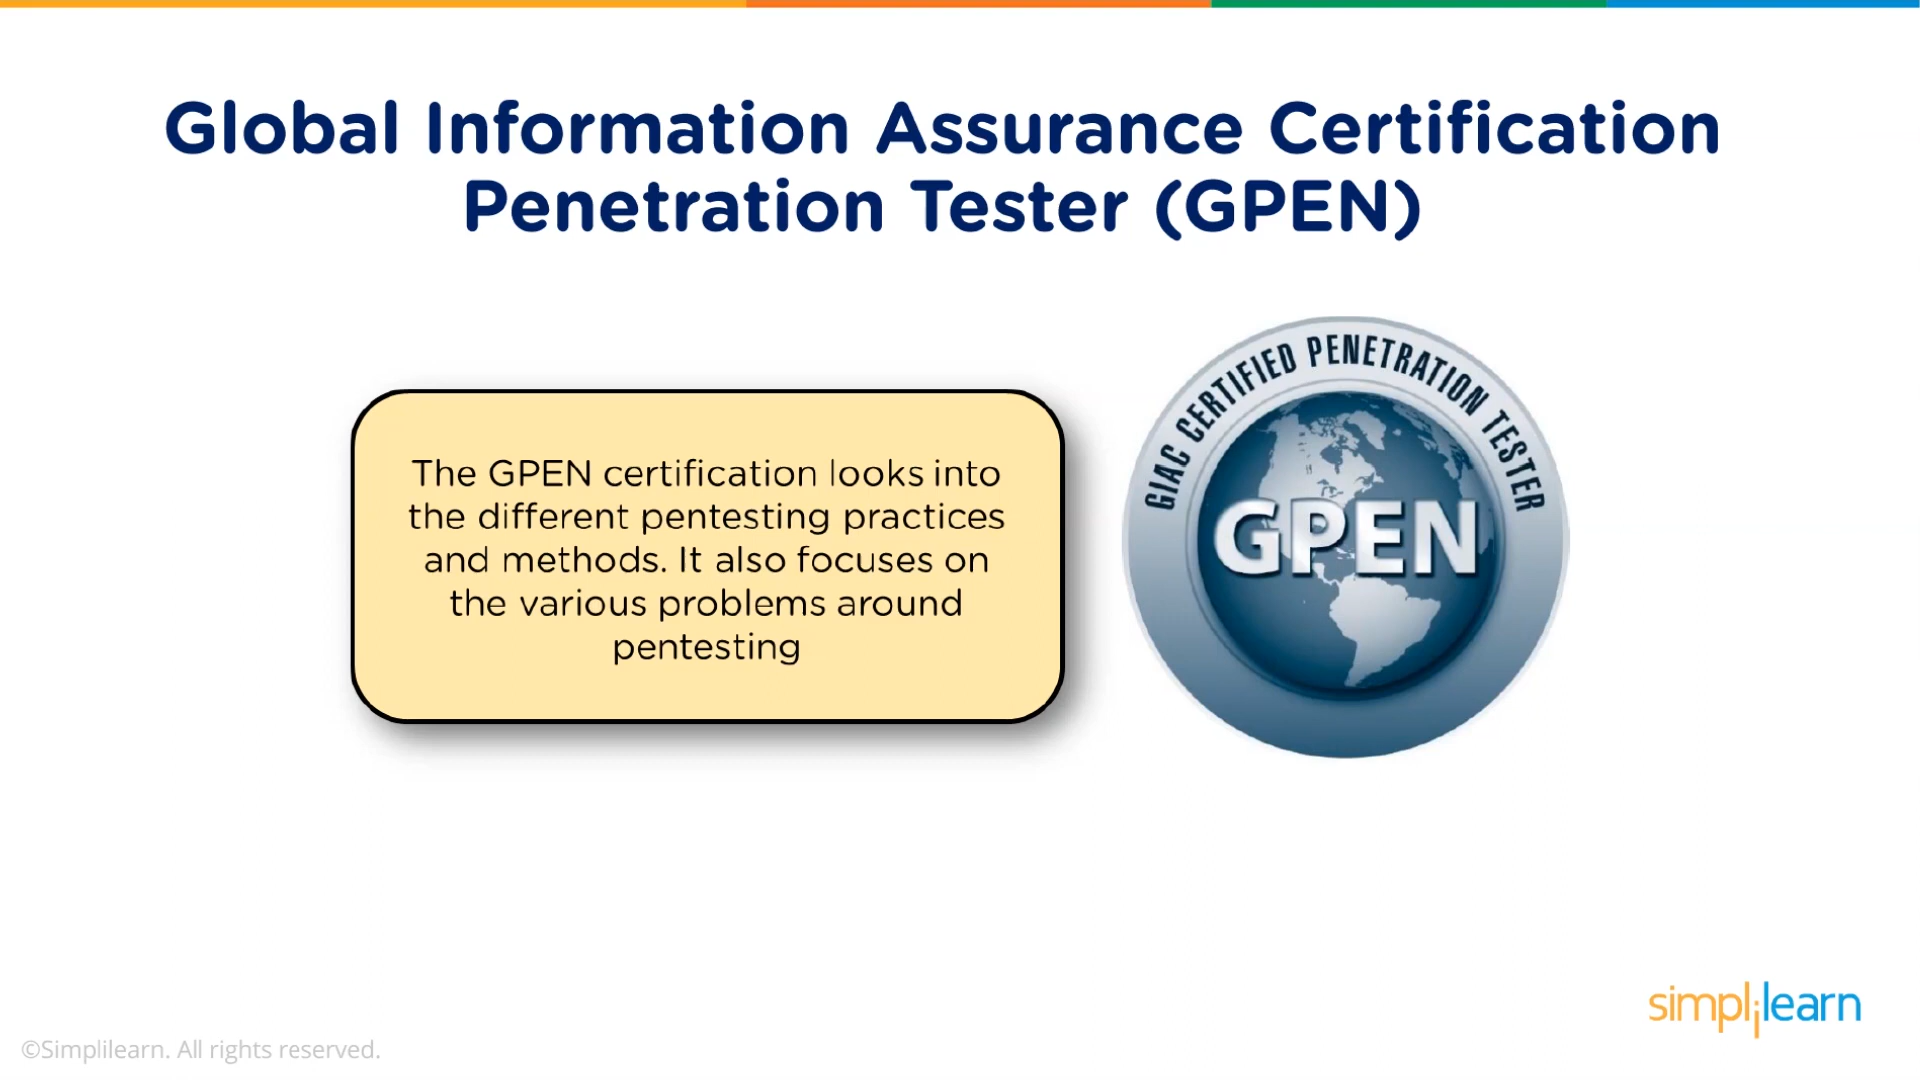 Global Information Assurance Certification
Penetration Tester (GPEN)
The GPEN certification looks into
the different pentesting practices
and methods. It also focuses on
the various problems around
pentesting
GIAC CERTIFIED PENETRATION TESTER
GPEN
simplilearn
©Simplilearn. All rights reserved.